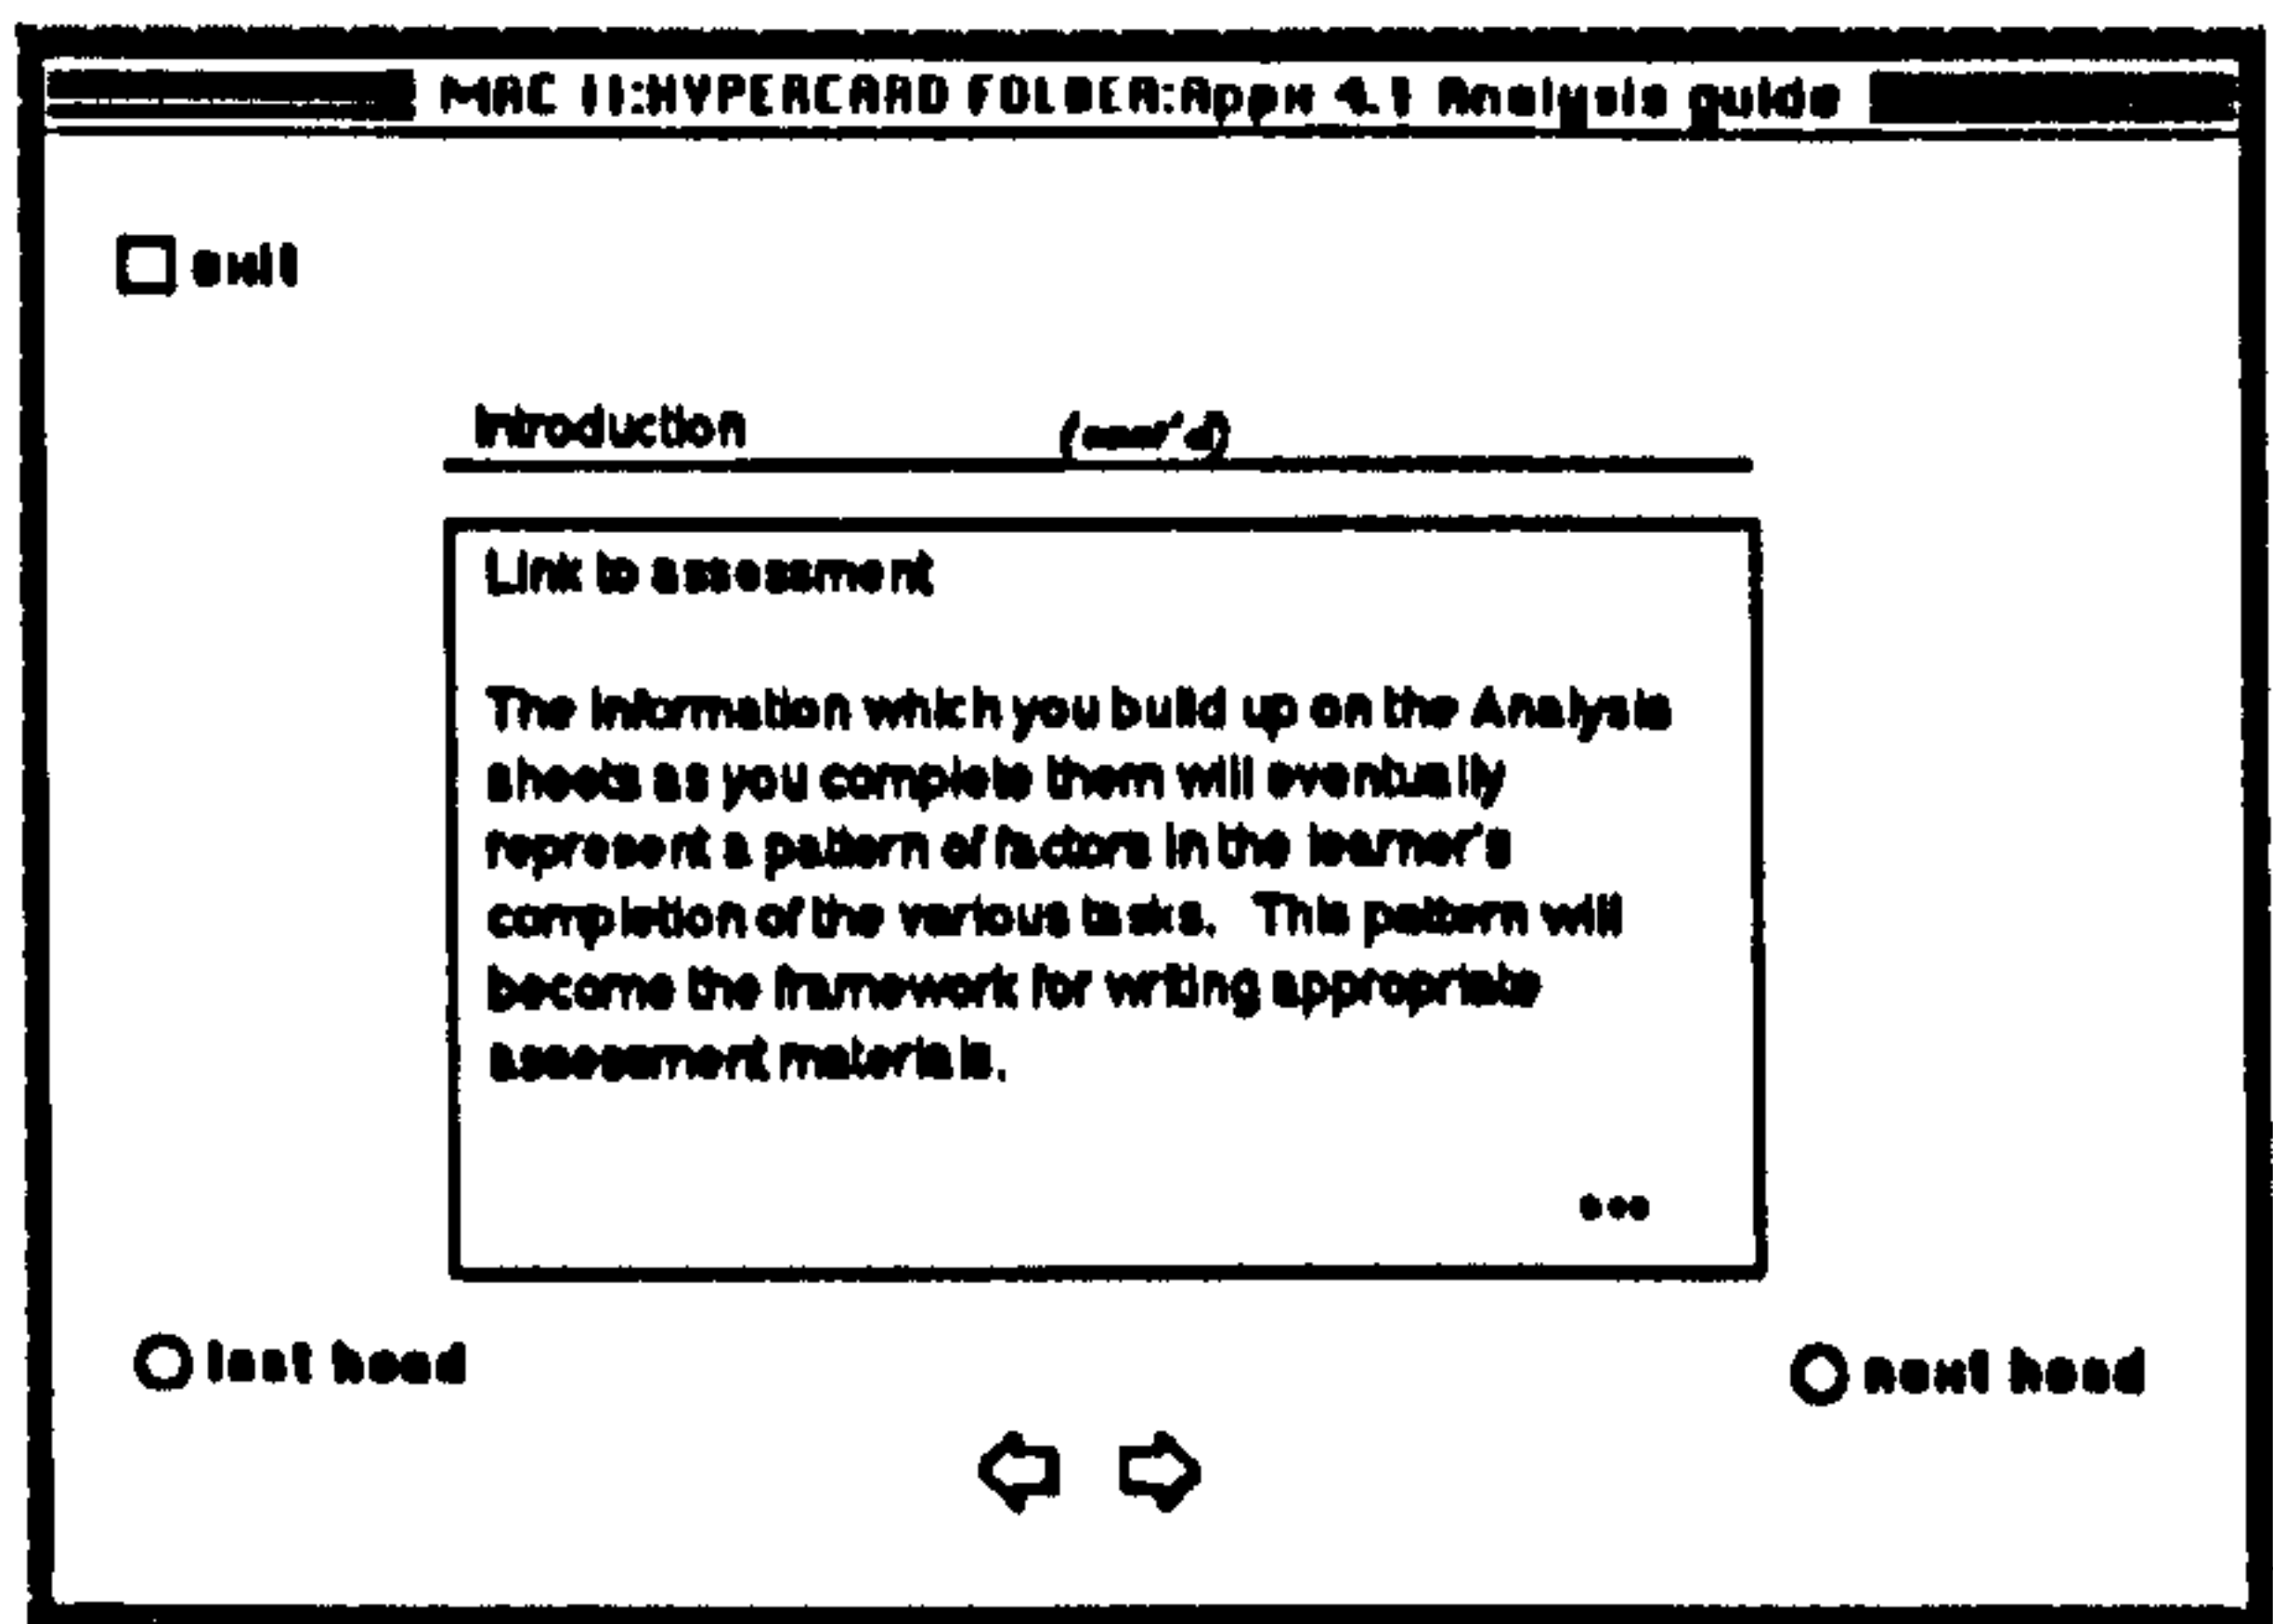 MAC II:HYPERCARD FOLDER:Appx 4.1 Analysis guide
exit
Introduction (cont'd)
Link to assessment
The information which you build up on the Analysis
sheets as you complete them will eventually
represent a pattern of factors in the learner's
completion of the various tasks. This pattern will
become the framework for writing appropriate
assessment materials.
...
last head
next head